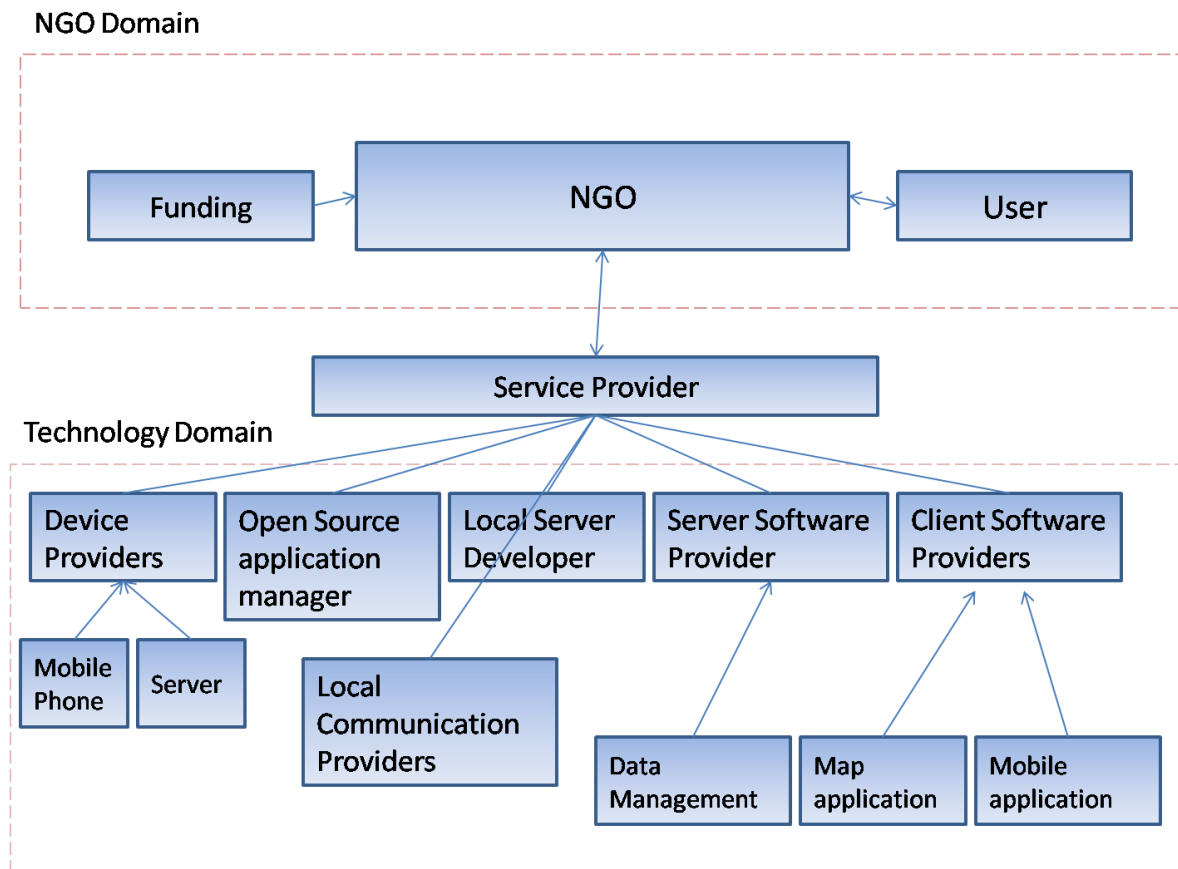 NGO Domain
Funding
NGO
User
Service Provider
Technology Domain
Device
Providers
Open Source
application
manager
Local Server
Developer
Server Software
Provider
Client Software
Providers
Mobile
Phone
Server
Local
Communication
Providers
Data
Management
Map
application
Mobile
application